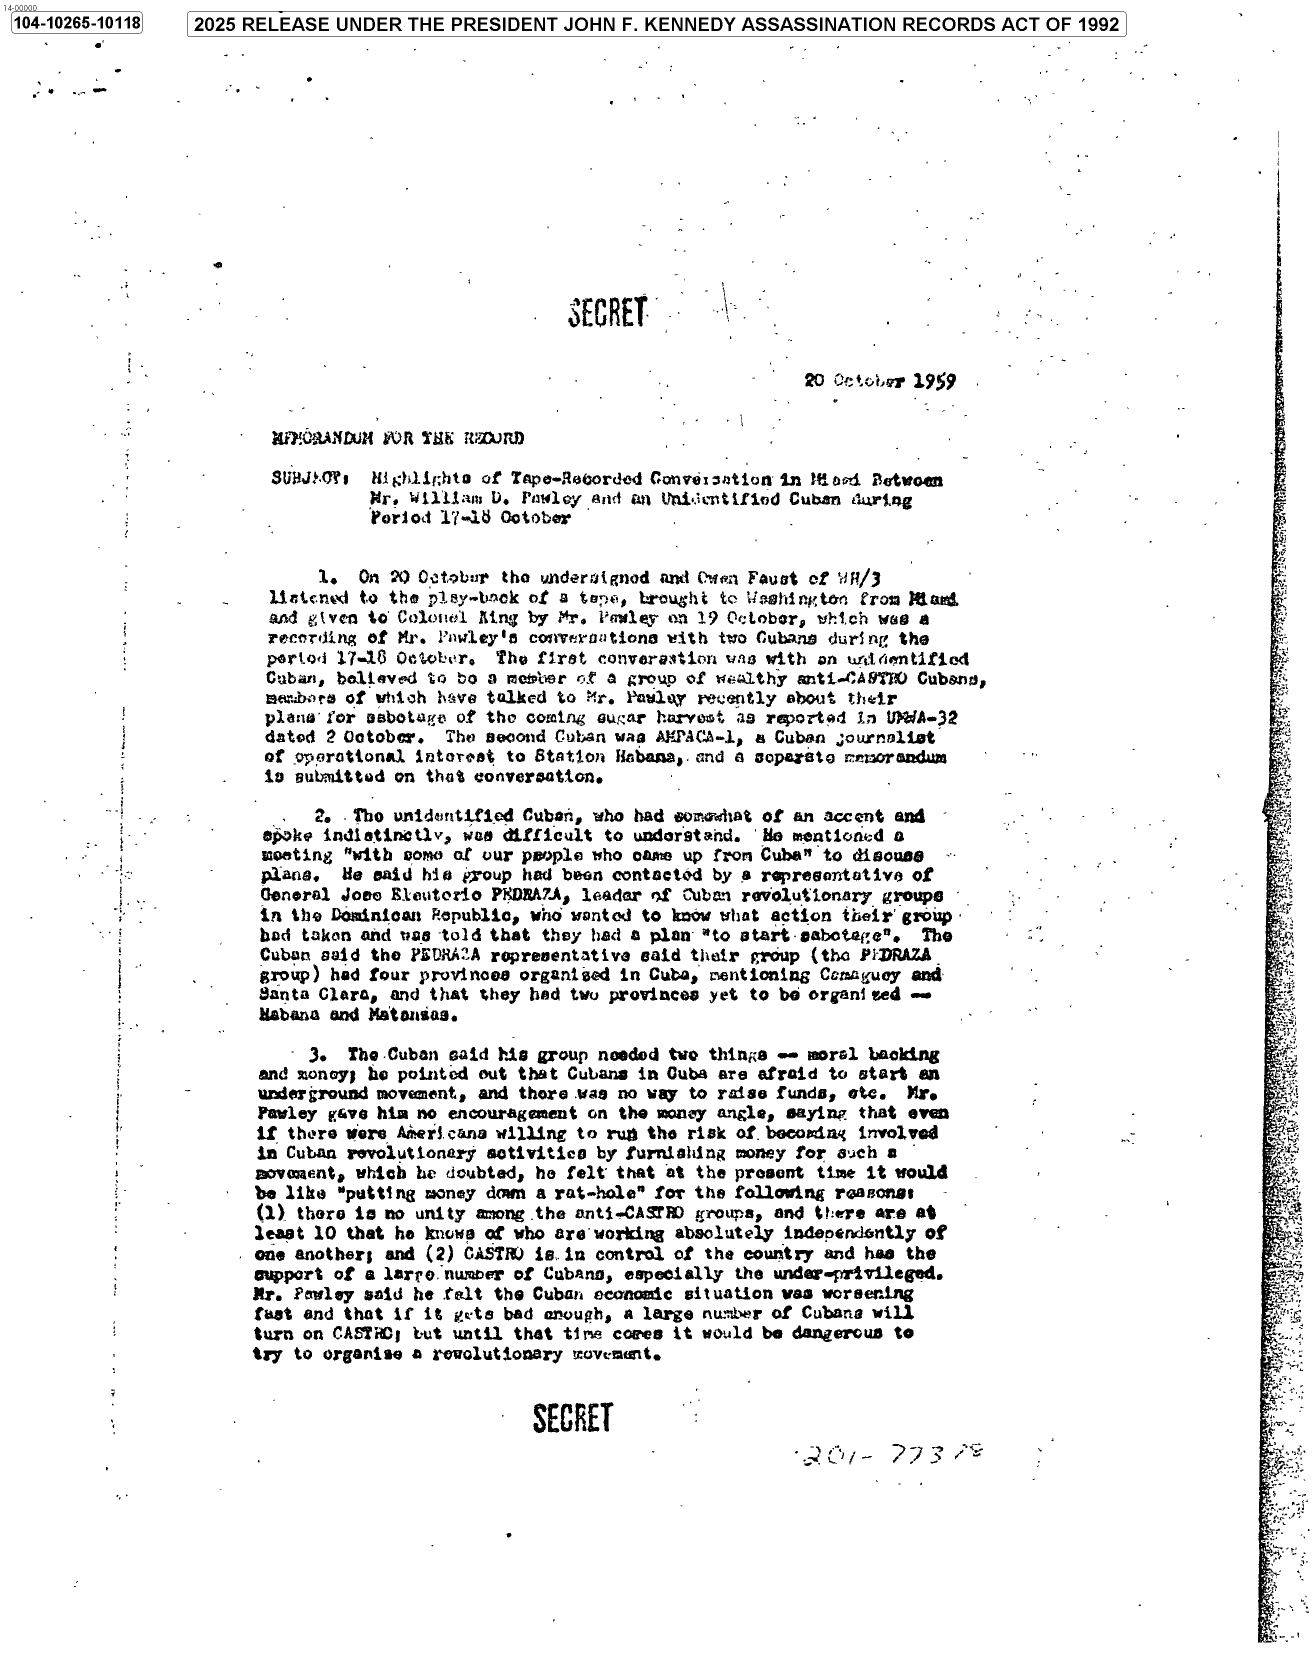 14-00000
104-10265-10118
2025 RELEASE UNDER THE PRESIDENT JOHN F. KENNEDY ASSASSINATION RECORDS ACT OF 1992
SECRET
20 October 1959
MEMORANDUM FOR THE RECORD
SUBJECT: Highlights of Tape-Recorded Conversation in Miami Between
Mr. William D. Pawley and an Unidentified Cuban during
Period 17-18 October
1. On 20 October the undersigned and Owen Faust of WH/3
listened to the play-back of a tape, brought to Washington from Miami
and given to Colonel King by Mr. Pawley on 19 October, which was a
recording of Mr. Pawley's conversations with two Cubans during the
period 17-18 October. The first conversation was with an unidentified
Cuban, believed to be a member of a group of wealthy anti-CASTRO Cubans,
members of which have talked to Mr. Pawley recently about their
plans for sabotage of the coming sugar harvest as reported in UMWA-32
dated 2 October. The second Cuban was AMPACA-1, a Cuban journalist
of operational interest to Station Habana, and a separate memorandum
is submitted on that conversation.
2. The unidentified Cuban, who had somewhat of an accent and
spoke indistinctly, was difficult to understand. He mentioned a
meeting "with some of our people who came up from Cuba" to discuss
plans. He said his group had been contacted by a representative of
General Jose Eleuterio PEDRAZA, leader of Cuban revolutionary groups
in the Dominican Republic, who wanted to know what action their group
had taken and was told that they had a plan "to start sabotage". The
Cuban said the PEDRAZA representative said their group (the PEDRAZA
group) had four provinces organized in Cuba, mentioning Camaguey and
Santa Clara, and that they had two provinces yet to be organized --
Habana and Matanzas.
3. The Cuban said his group needed two things -- moral backing
and money; he pointed out that Cubans in Cuba are afraid to start an
underground movement, and there was no way to raise funds, etc. Mr.
Pawley gave him no encouragement on the money angle, saying that even
if there were Americans willing to run the risk of becoming involved
in Cuban revolutionary activities by furnishing money for such a
movement, which he doubted, he felt that at the present time it would
be like "putting money down a rat-hole" for the following reasons:
(1) there is no unity among the anti-CASTRO groups, and there are at
least 10 that he knows of who are working absolutely independently of
one another; and (2) CASTRO is in control of the country and has the
support of a large number of Cubans, especially the under-privileged.
Mr. Pawley said he felt the Cuban economic situation was worsening
fast and that if it gets bad enough, a large number of Cubans will
turn on CASTRO; but until that time comes it would be dangerous to
try to organize a revolutionary movement.
SECRET
201-77378